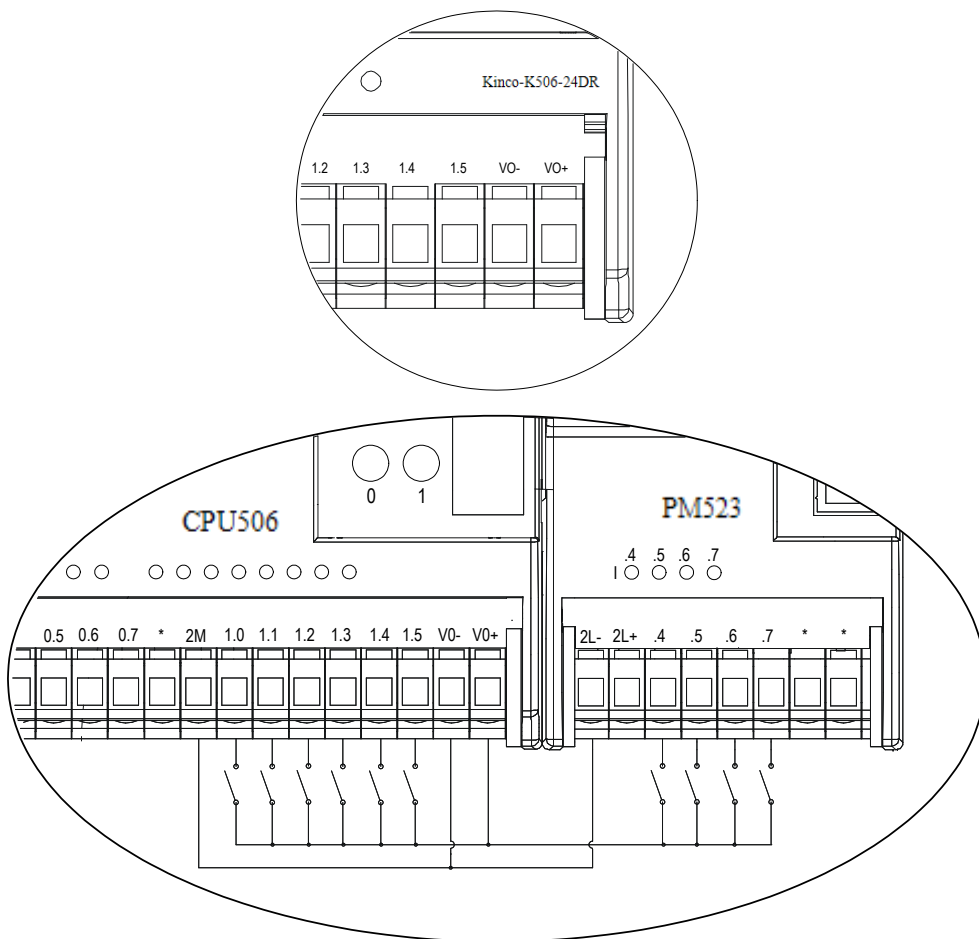 Kinco-K506-24DR
1.2 1.3 1.4 1.5 VO- VO+
0 1
CPU506
PM523
.4 .5 .6 .7
I
0.5 0.6 0.7 * 2M 1.0 1.1 1.2 1.3 1.4 1.5 V0- V0+
2L- 2L+ .4 .5 .6 .7 * *